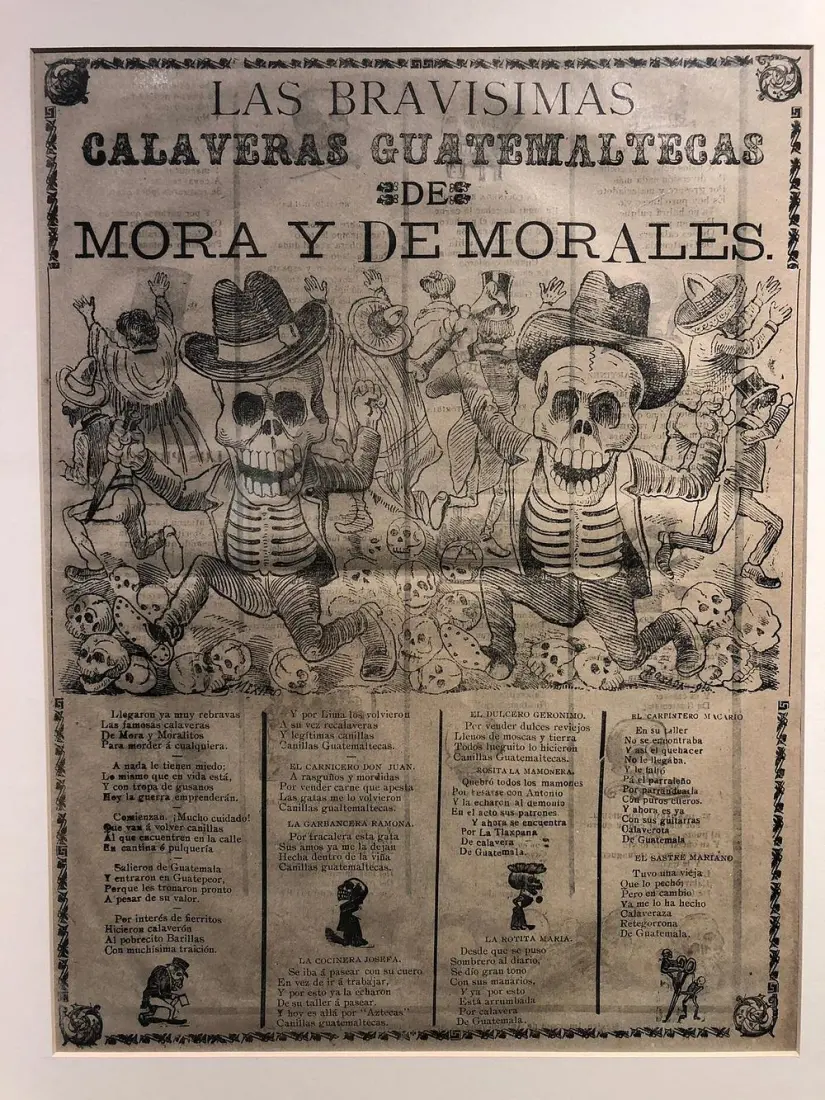 LAS BRAVISIMAS
CALAVERAS GUATEMALTECAS
DE
MORA Y DE MORALES.
Llegaron ya muy rebravas
Las famosas calaveras
De Mora y Moralitos
Para morder á cualquiera.
A nada le tienen miedo;
Lo mismo que en vida está,
Y con tropa de gusanos
Hoy la guerra emprenderán.
Comienzan. ¡Mucho cuidado!
Que van á volver canillas
Al que encuentren en la calle
En cantina ó pulquería
Salieron de Guatemala
Y entraron en Guatepeor,
Porque les tronaron pronto
A pesar de su valor.
Por interés de fierritos
Hicieron calaverón
Al pobrecito Barillas
Con muchísima traición.
Y por Lima los volvieron
A su vez recalaveras
Y legítimas canillas
Canillas Guatemaltecas.
EL CARNICERO DON JUAN.
A rasguños y mordidas
Por vender carne que apesta
Las gatas me lo volvieron
Canillas gualtemaltecas
LA GARBANCERA RAMONA.
Por fracalera esta gata
Sus amos ya me la dejan
Hecha dentro de la viña
Canillas guatemaltecas.
LA COCINERA JOSEFA.
Se iba á pasear con su cuero
En vez de ir á trabajar,
Y por esto ya la echaron
De su taller á pasear.
Y hoy es allá por "Aztecas"
Canillas guatemaltecas.
EL DULCERO GERONIMO.
Por vender dulces reviejos
Llenos de moscas y tierra
Todos lueguito lo hicieron
Canillas Guatemaltecas.
ROSITA LA MAMONERA.
Quebró todos los mamones
Por besarse con Antonio
Y la echaron al demonio
En el acto sus patrones
Y ahora se encuentra
Por La Tlaxpana
De calavera
De Guatemala.
LA ROTITA MARIA.
Desde que se puso
Sombrero al diario,
Se dio gran tono
Con sus manarios,
Y ya por esto
Está arrumbada
Por calavera
De Guatemala.
EL CARPINTERO MACARIO
En su taller
No se encontraba
Y así el quehacer
No le llegaba.
Y le faltó
Pá el parraleño
Por parrandeada
Con puros cueros.
Y ahora es ya
Con sus guitarras
Calaverota
De Guatemala
EL SASTRE MARIANO
Tuvo una vieja
Que lo pechó;
Pero en cambio
Ya me lo ha hecho
Calaveraza
Retegorrona
De Guatemala.